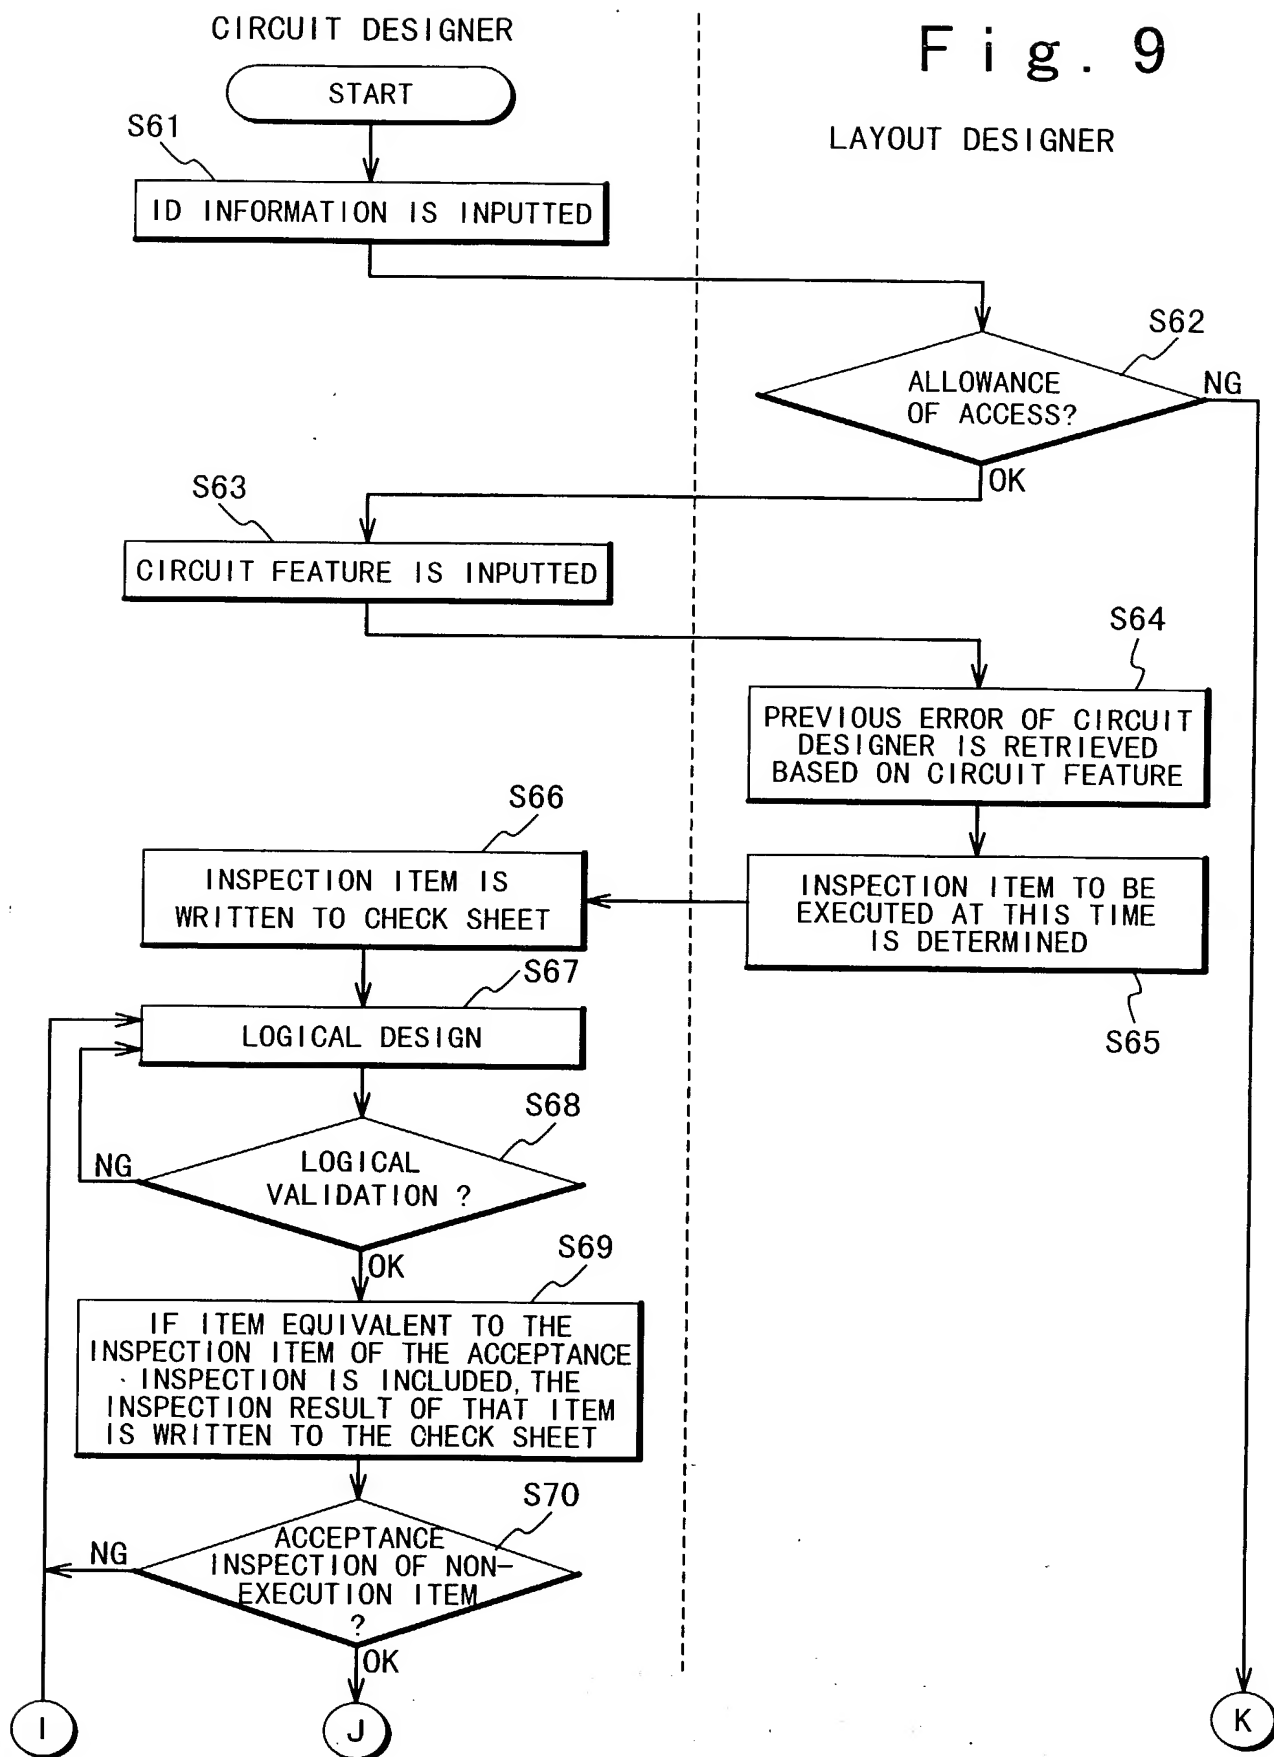 CIRCUIT DESIGNER
Fig. 9
START
LAYOUT DESIGNER
S61
ID INFORMATION IS INPUTTED
S62
ALLOWANCE
OF ACCESS?
NG
OK
S63
CIRCUIT FEATURE IS INPUTTED
S64
PREVIOUS ERROR OF CIRCUIT
DESIGNER IS RETRIEVED
BASED ON CIRCUIT FEATURE
S66
INSPECTION ITEM IS
WRITTEN TO CHECK SHEET
INSPECTION ITEM TO BE
EXECUTED AT THIS TIME
IS DETERMINED
S65
S67
LOGICAL DESIGN
S68
LOGICAL
VALIDATION ?
NG
OK
S69
IF ITEM EQUIVALENT TO THE
INSPECTION ITEM OF THE ACCEPTANCE
INSPECTION IS INCLUDED, THE
INSPECTION RESULT OF THAT ITEM
IS WRITTEN TO THE CHECK SHEET
S70
ACCEPTANCE
INSPECTION OF NON-
EXECUTION ITEM
?
NG
OK
I
J
K